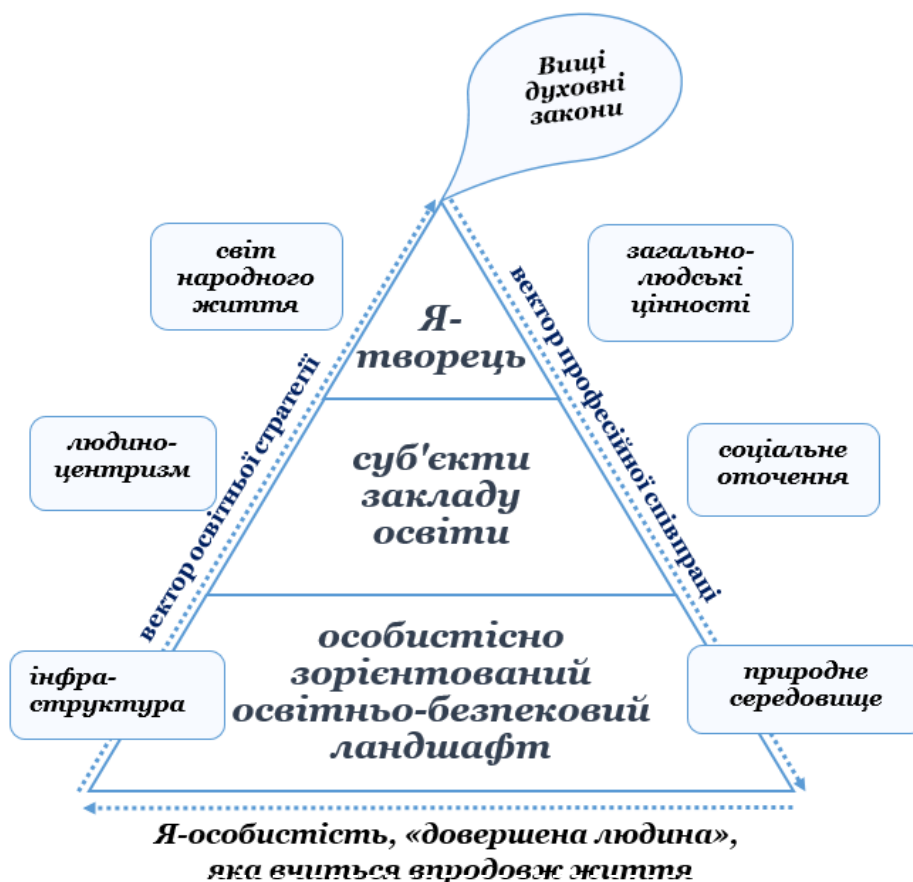 Вищі
духовні
закони
світ
народного
життя
загально-
людські
цінності
Я-
творець
вектор освітньої стратегії
вектор професійної співпраці
людино-
центризм
суб'єкти
закладу
освіти
соціальне
оточення
особистісно
зорієнтований
освітньо-безпековий
ландшафт
інфра-
структура
природне
середовище
Я-особистість, «довершена людина»,
яка вчиться впродовж життя